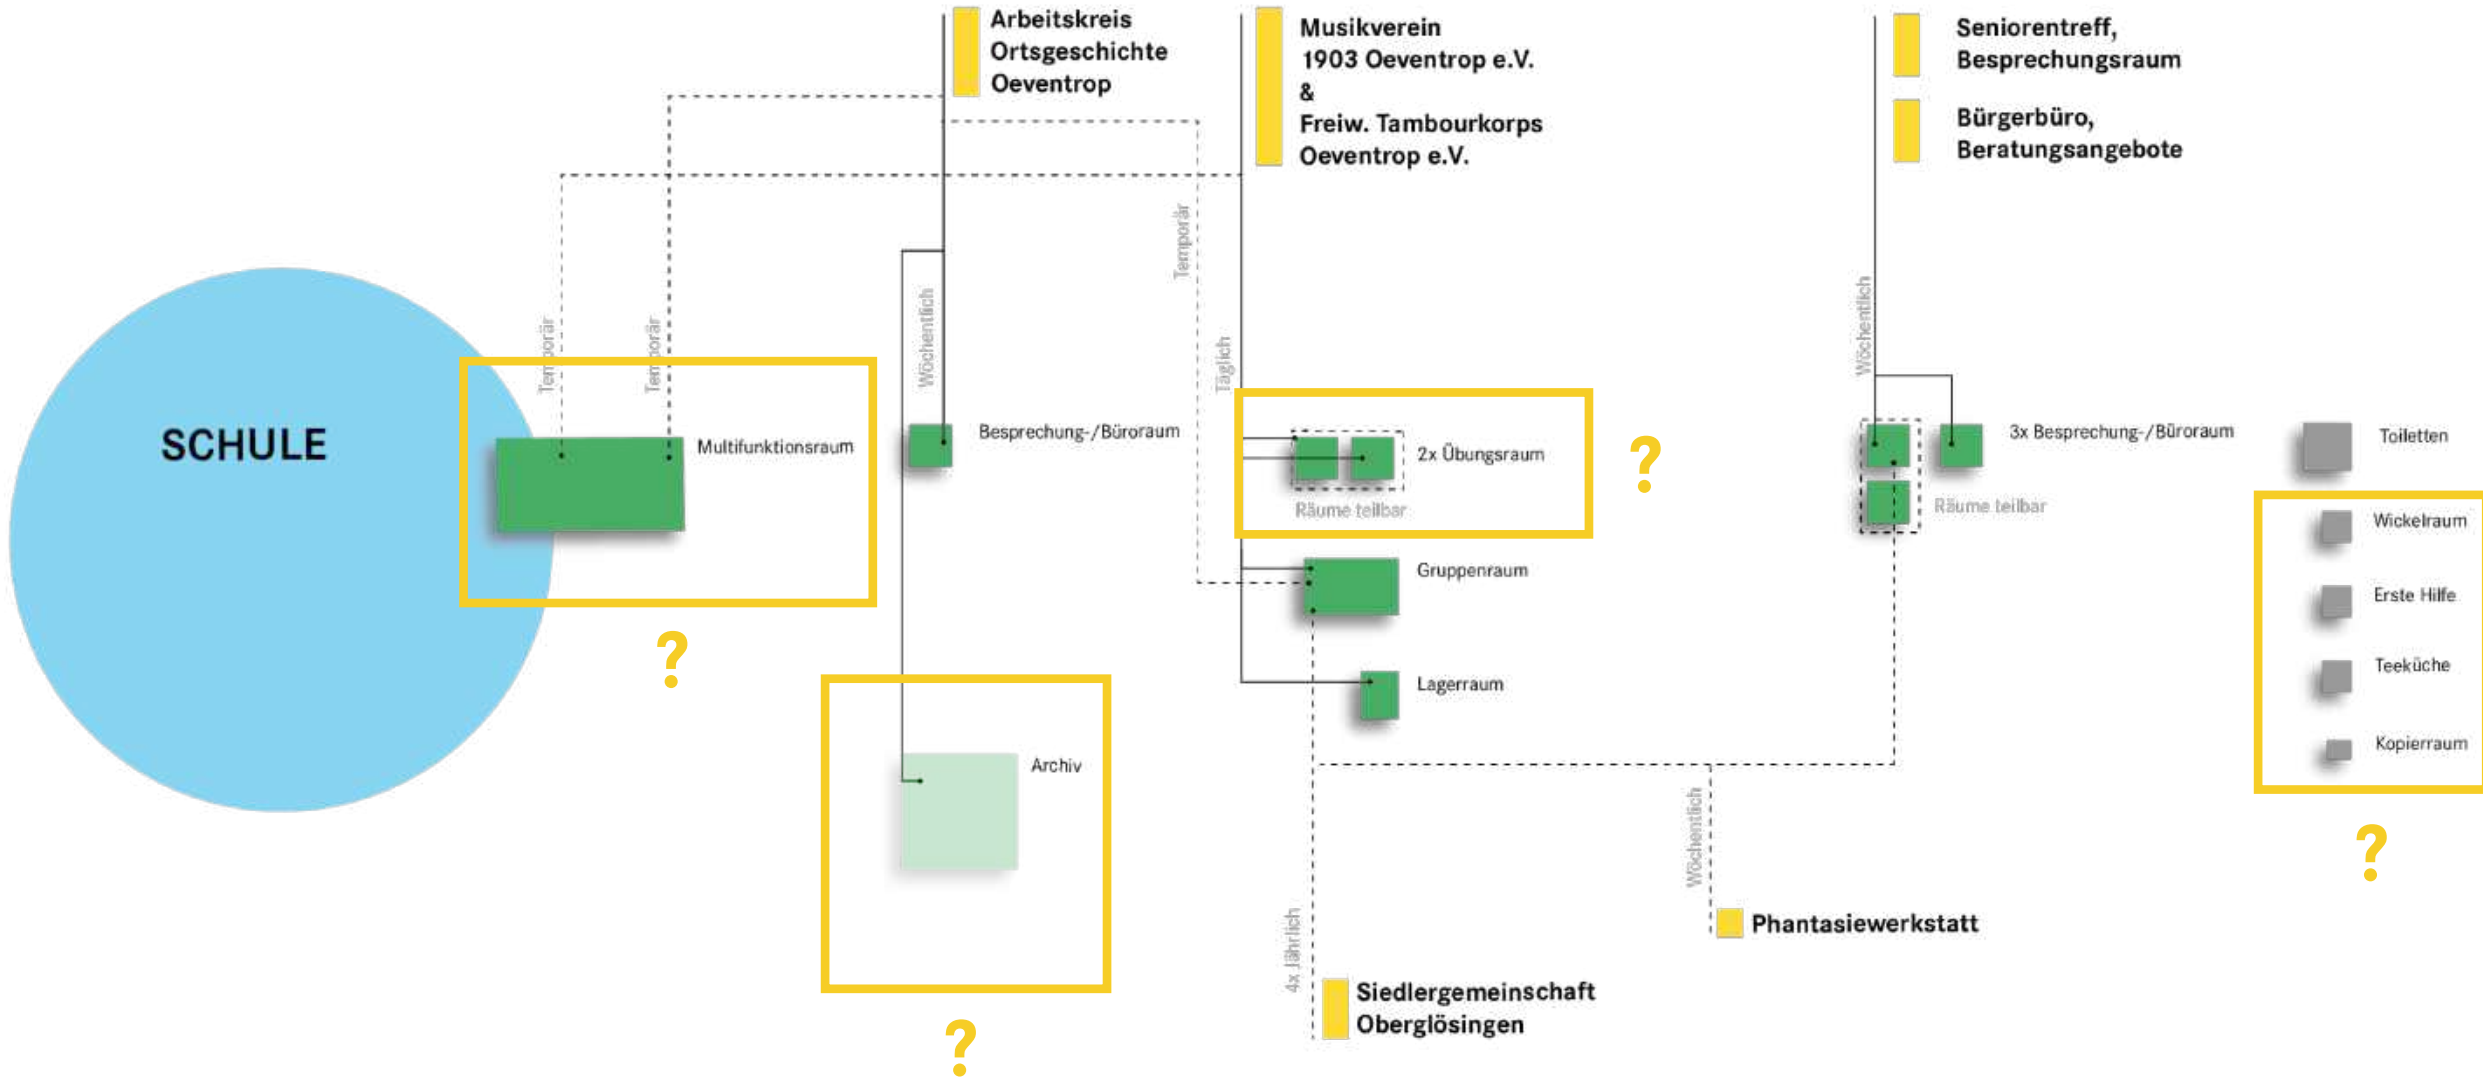 Arbeitskreis
Ortsgeschichte
Oeventrop
Musikverein
1903 Oeventrop e.V.
&
Freiw. Tambourkorps
Oeventrop e.V.
Seniorentreff,
Besprechungsraum
Bürgerbüro,
Beratungsangebote
Temporär
Temporär
Wöchentlich
Temporär
Täglich
Wöchentlich
SCHULE
Multifunktionsraum
Besprechung-/Büroraum
2x Übungsraum
Räume teilbar
?
3x Besprechung-/Büroraum
Räume teilbar
Toiletten
Wickelraum
Erste Hilfe
Teeküche
Kopierraum
?
Gruppenraum
Lagerraum
?
Archiv
?
Wöchentlich
4x Jährlich
Phantasiewerkstatt
Siedlergemeinschaft
Oberglösingen